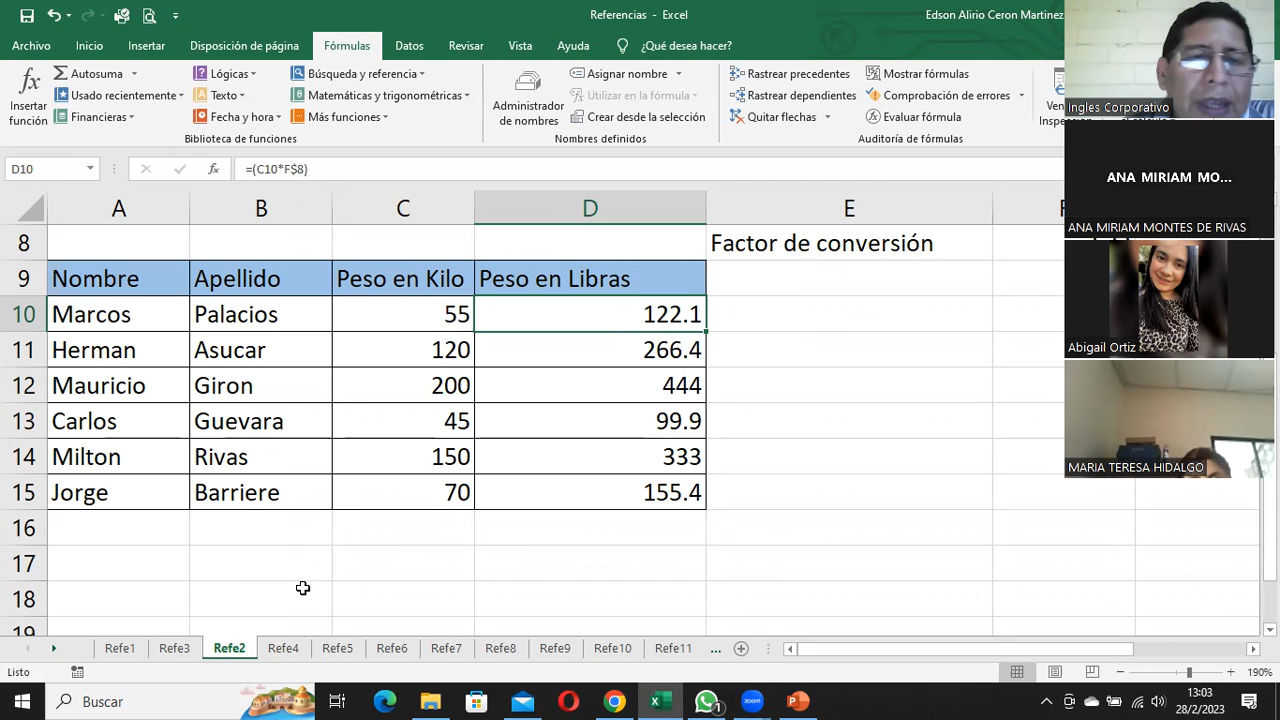 Referencias - Excel
Edson Alirio Ceron Martinez
Archivo Inicio Insertar Disposición de página Fórmulas Datos Revisar Vista Ayuda ¿Qué desea hacer?
Insertar función
Autosuma
Usado recientemente
Financieras
Lógicas
Texto
Fecha y hora
Búsqueda y referencia
Matemáticas y trigonométricas
Más funciones
Biblioteca de funciones
Administrador de nombres
Asignar nombre
Utilizar en la fórmula
Crear desde la selección
Nombres definidos
Rastrear precedentes
Rastrear dependientes
Quitar flechas
Mostrar fórmulas
Comprobación de errores
Evaluar fórmula
Auditoría de fórmulas
D10 fx =(C10*F$8)
A B C D E
8 Factor de conversión
9 Nombre Apellido Peso en Kilo Peso en Libras
10 Marcos Palacios 55 122.1
11 Herman Asucar 120 266.4
12 Mauricio Giron 200 444
13 Carlos Guevara 45 99.9
14 Milton Rivas 150 333
15 Jorge Barriere 70 155.4
16
17
18
19
Refe1 Refe3 Refe2 Refe4 Refe5 Refe6 Refe7 Refe8 Refe9 Refe10 Refe11 ...
Listo
190%
Buscar
zoom
1
13:03
28/2/2023
Ingles Corporativo
ANA MIRIAM MO...
ANA MIRIAM MONTES DE RIVAS
Abigail Ortiz
MARIA TERESA HIDALGO